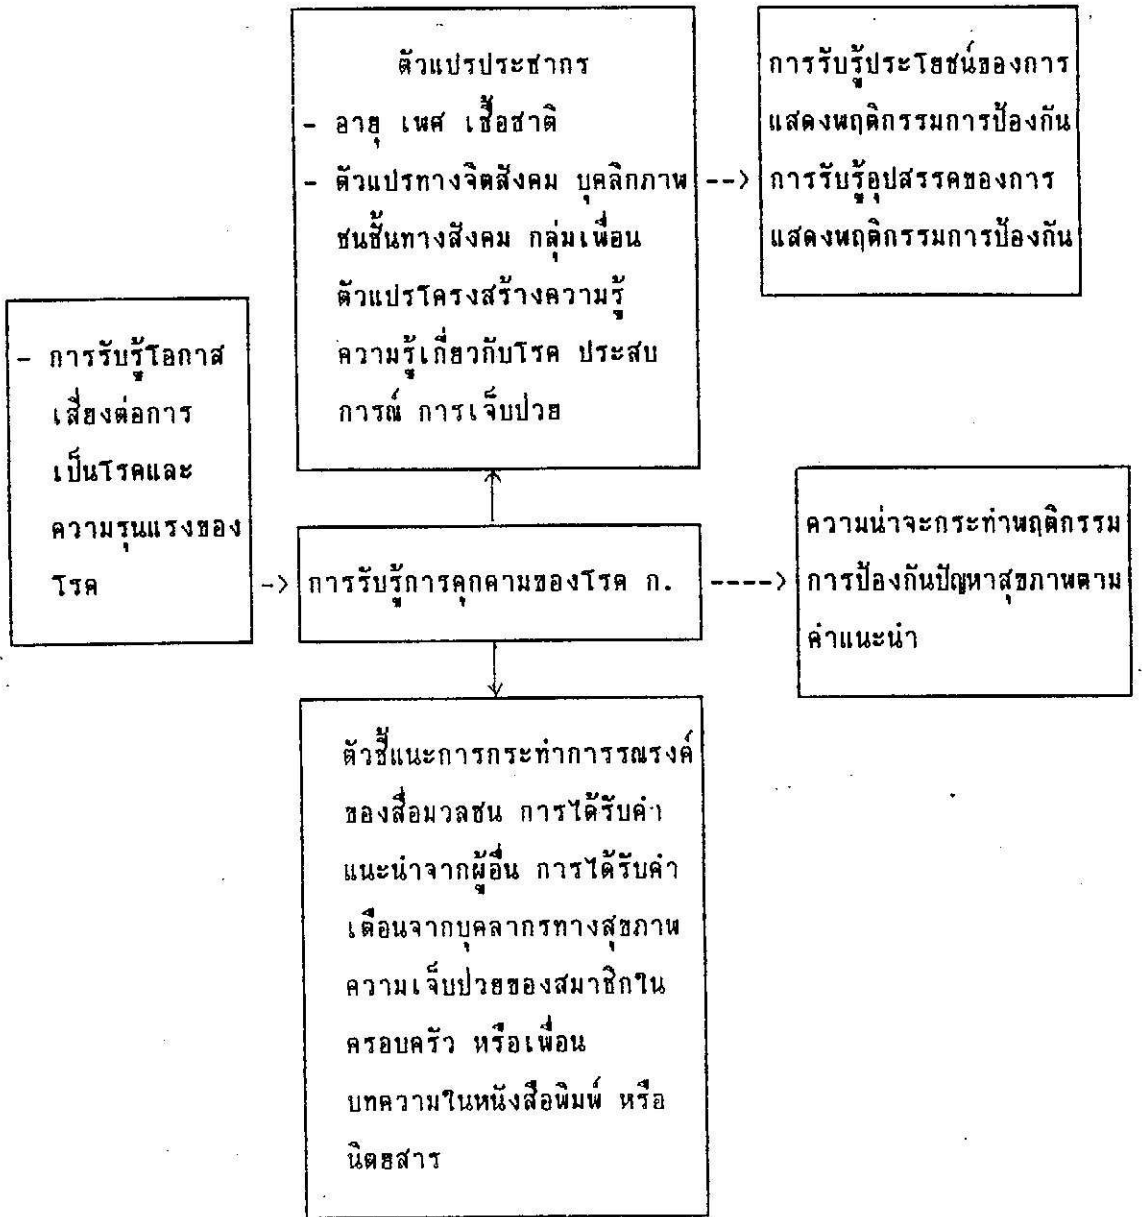 ตัวแปรประชากร
- อายุ เพศ เชื้อชาติ
- ตัวแปรทางจิตสังคม บุคลิกภาพ
ชนชั้นทางสังคม กลุ่มเพื่อน
ตัวแปรโครงสร้างความรู้
ความรู้เกี่ยวกับโรค ประสบ
การณ์ การเจ็บป่วย
-->
การรับรู้ประโยชน์ของการ
แสดงพฤติกรรมการป้องกัน
การรับรู้อุปสรรคของการ
แสดงพฤติกรรมการป้องกัน
- การรับรู้โอกาส
เสี่ยงต่อการ
เป็นโรคและ
ความรุนแรงของ
โรค
->
การรับรู้การคุกคามของโรค ก.
---->
ความน่าจะกระทำพฤติกรรม
การป้องกันปัญหาสุขภาพตาม
คำแนะนำ
ตัวชี้แนะการกระทำการรณรงค์
ของสื่อมวลชน การได้รับคำ
แนะนำจากผู้อื่น การได้รับคำ
เตือนจากบุคลากรทางสุขภาพ
ความเจ็บป่วยของสมาชิกใน
ครอบครัว หรือเพื่อน
บทความในหนังสือพิมพ์ หรือ
นิตยสาร